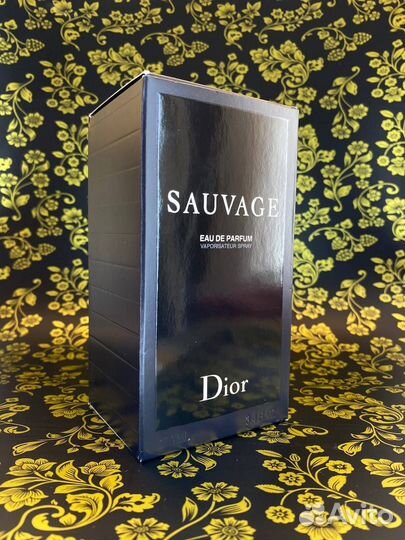 SAUVAGE
EAU DE PARFUM
VAPORISATEUR SPRAY
Dior
Avito